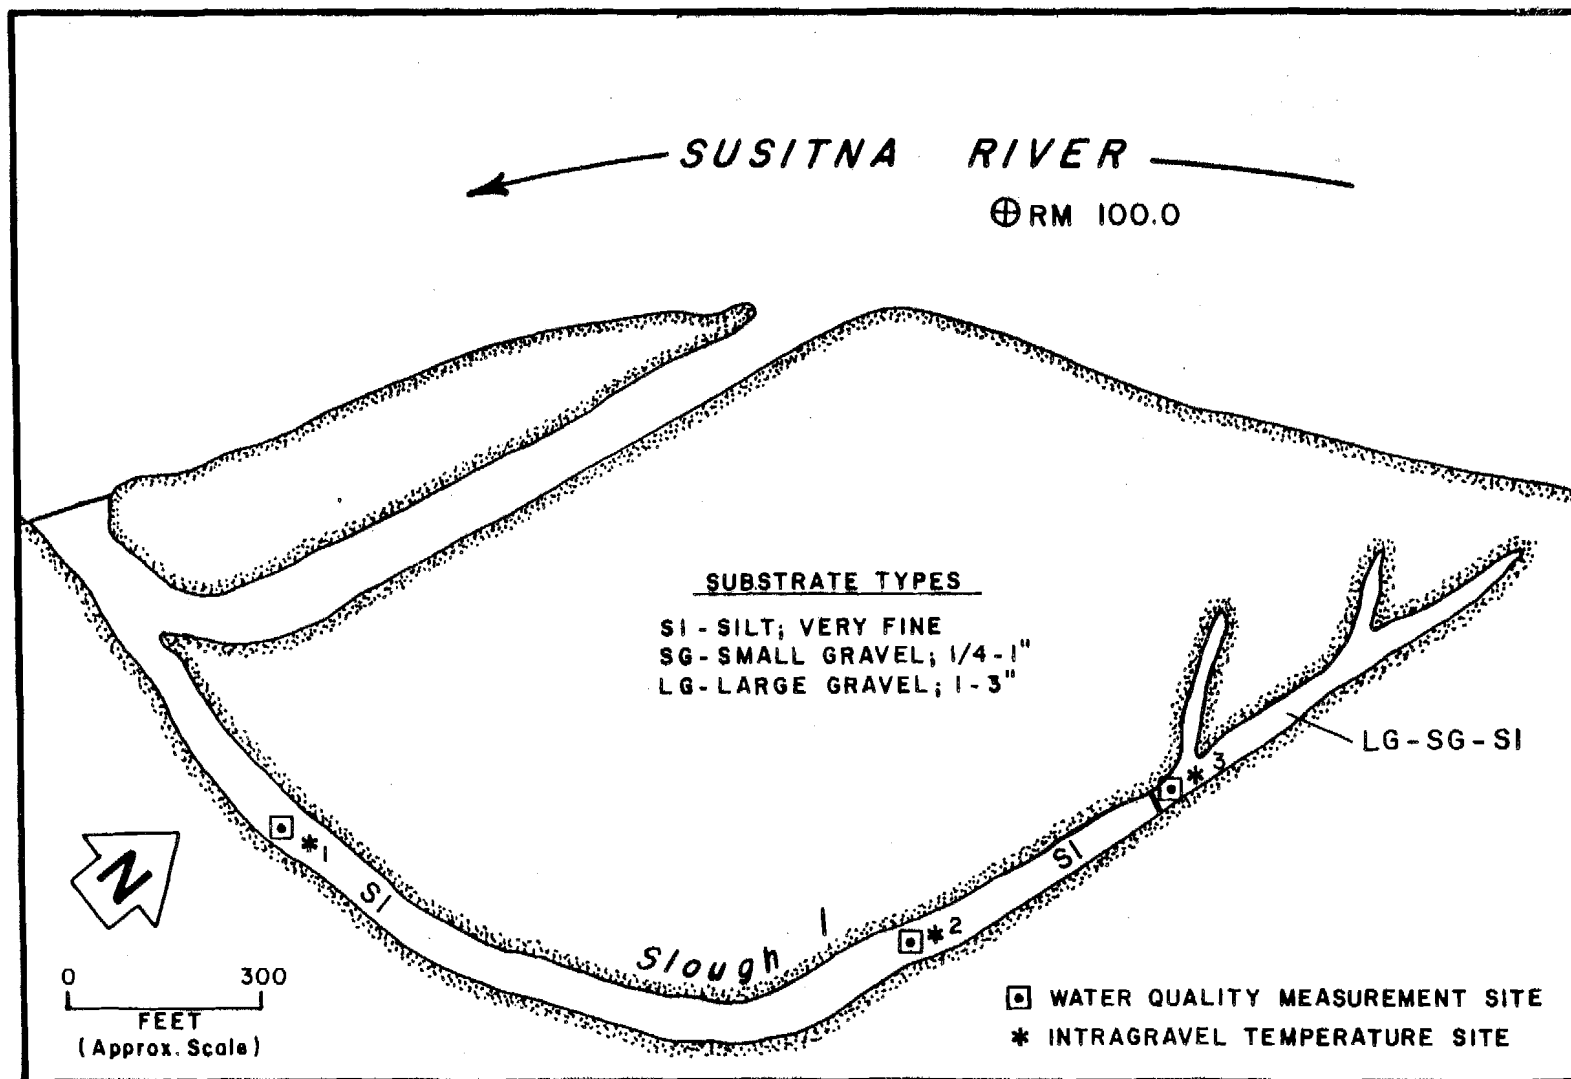 SUSITNA RIVER
RM 100.0
SUBSTRATE TYPES
SI - SILT; VERY FINE
SG - SMALL GRAVEL; 1/4 - 1"
LG - LARGE GRAVEL; 1 - 3"
LG - SG - SI
3
SI
1
SI
2
Slough 1
N
0 300
FEET
(Approx. Scale)
WATER QUALITY MEASUREMENT SITE
* INTRAGRAVEL TEMPERATURE SITE